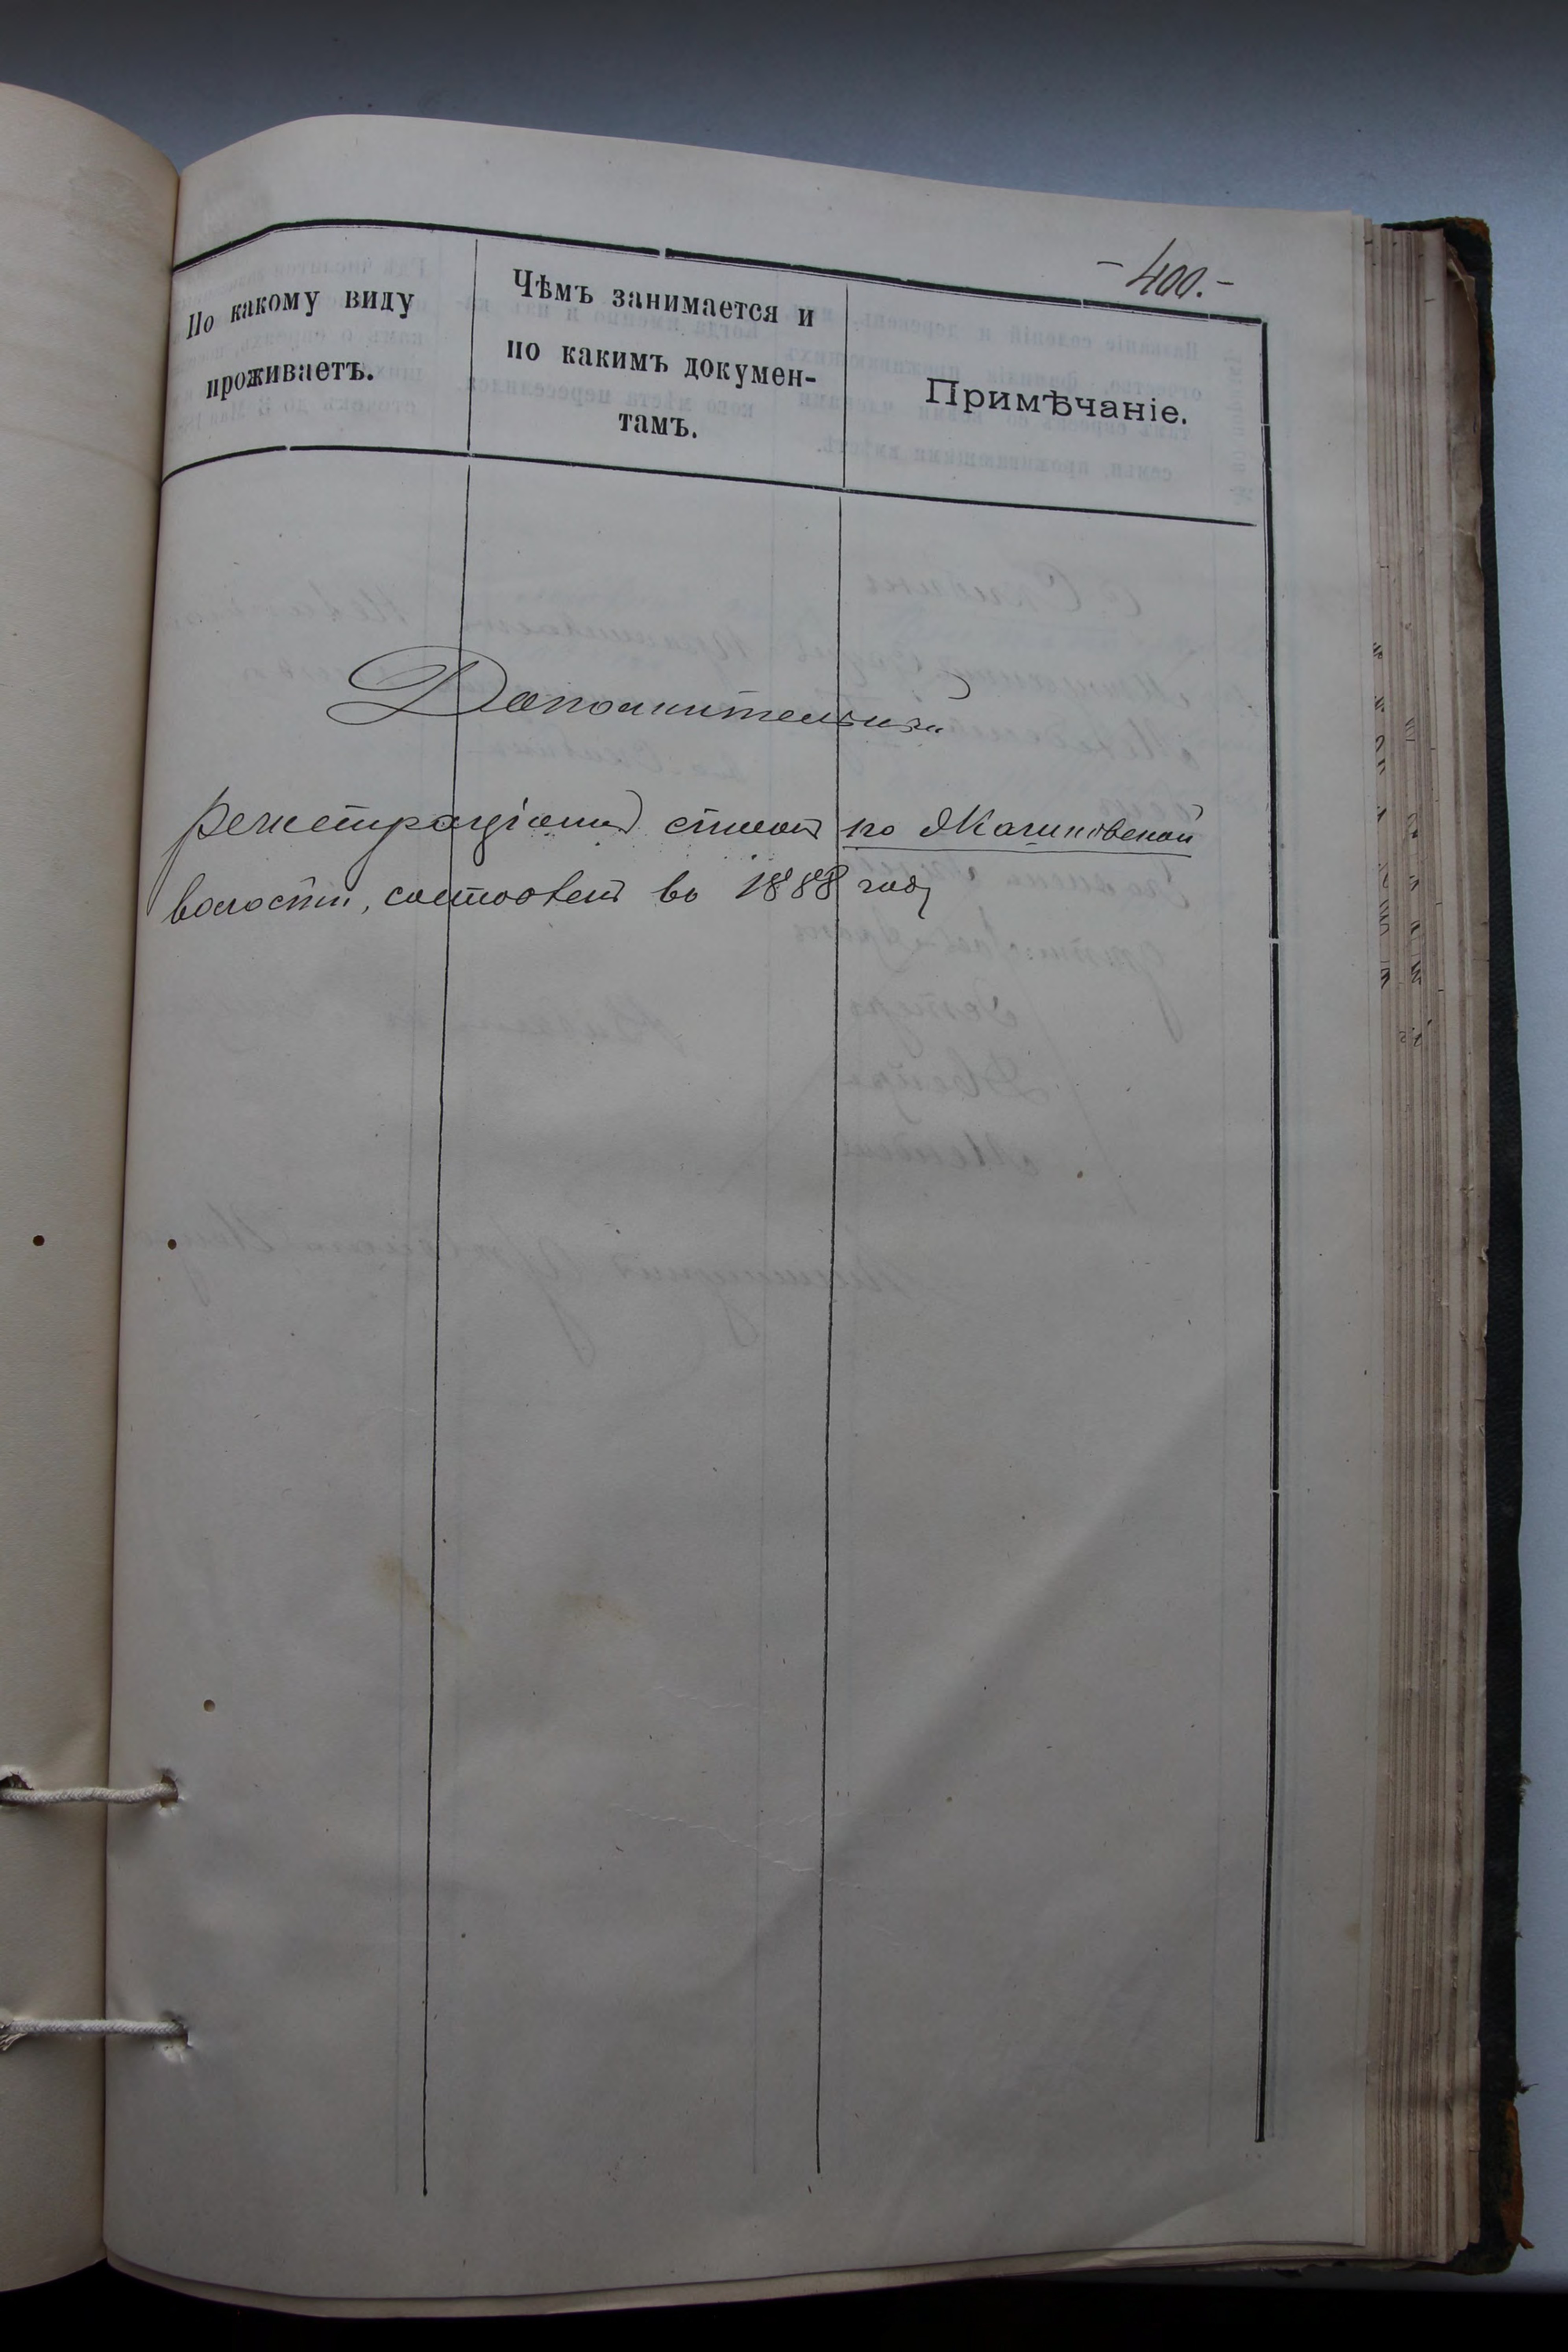 - 400. -
По какому виду
проживаетъ.
Чѣмъ занимается и
по какимъ докумен-
тамъ.
Примѣчаніе.
Дополнительный
регистраціонный списокъ по
волости, составленъ въ 1888 году